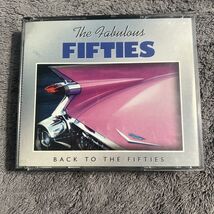 The Fabulous
FIFTIES
BACK TO THE FIFTIES